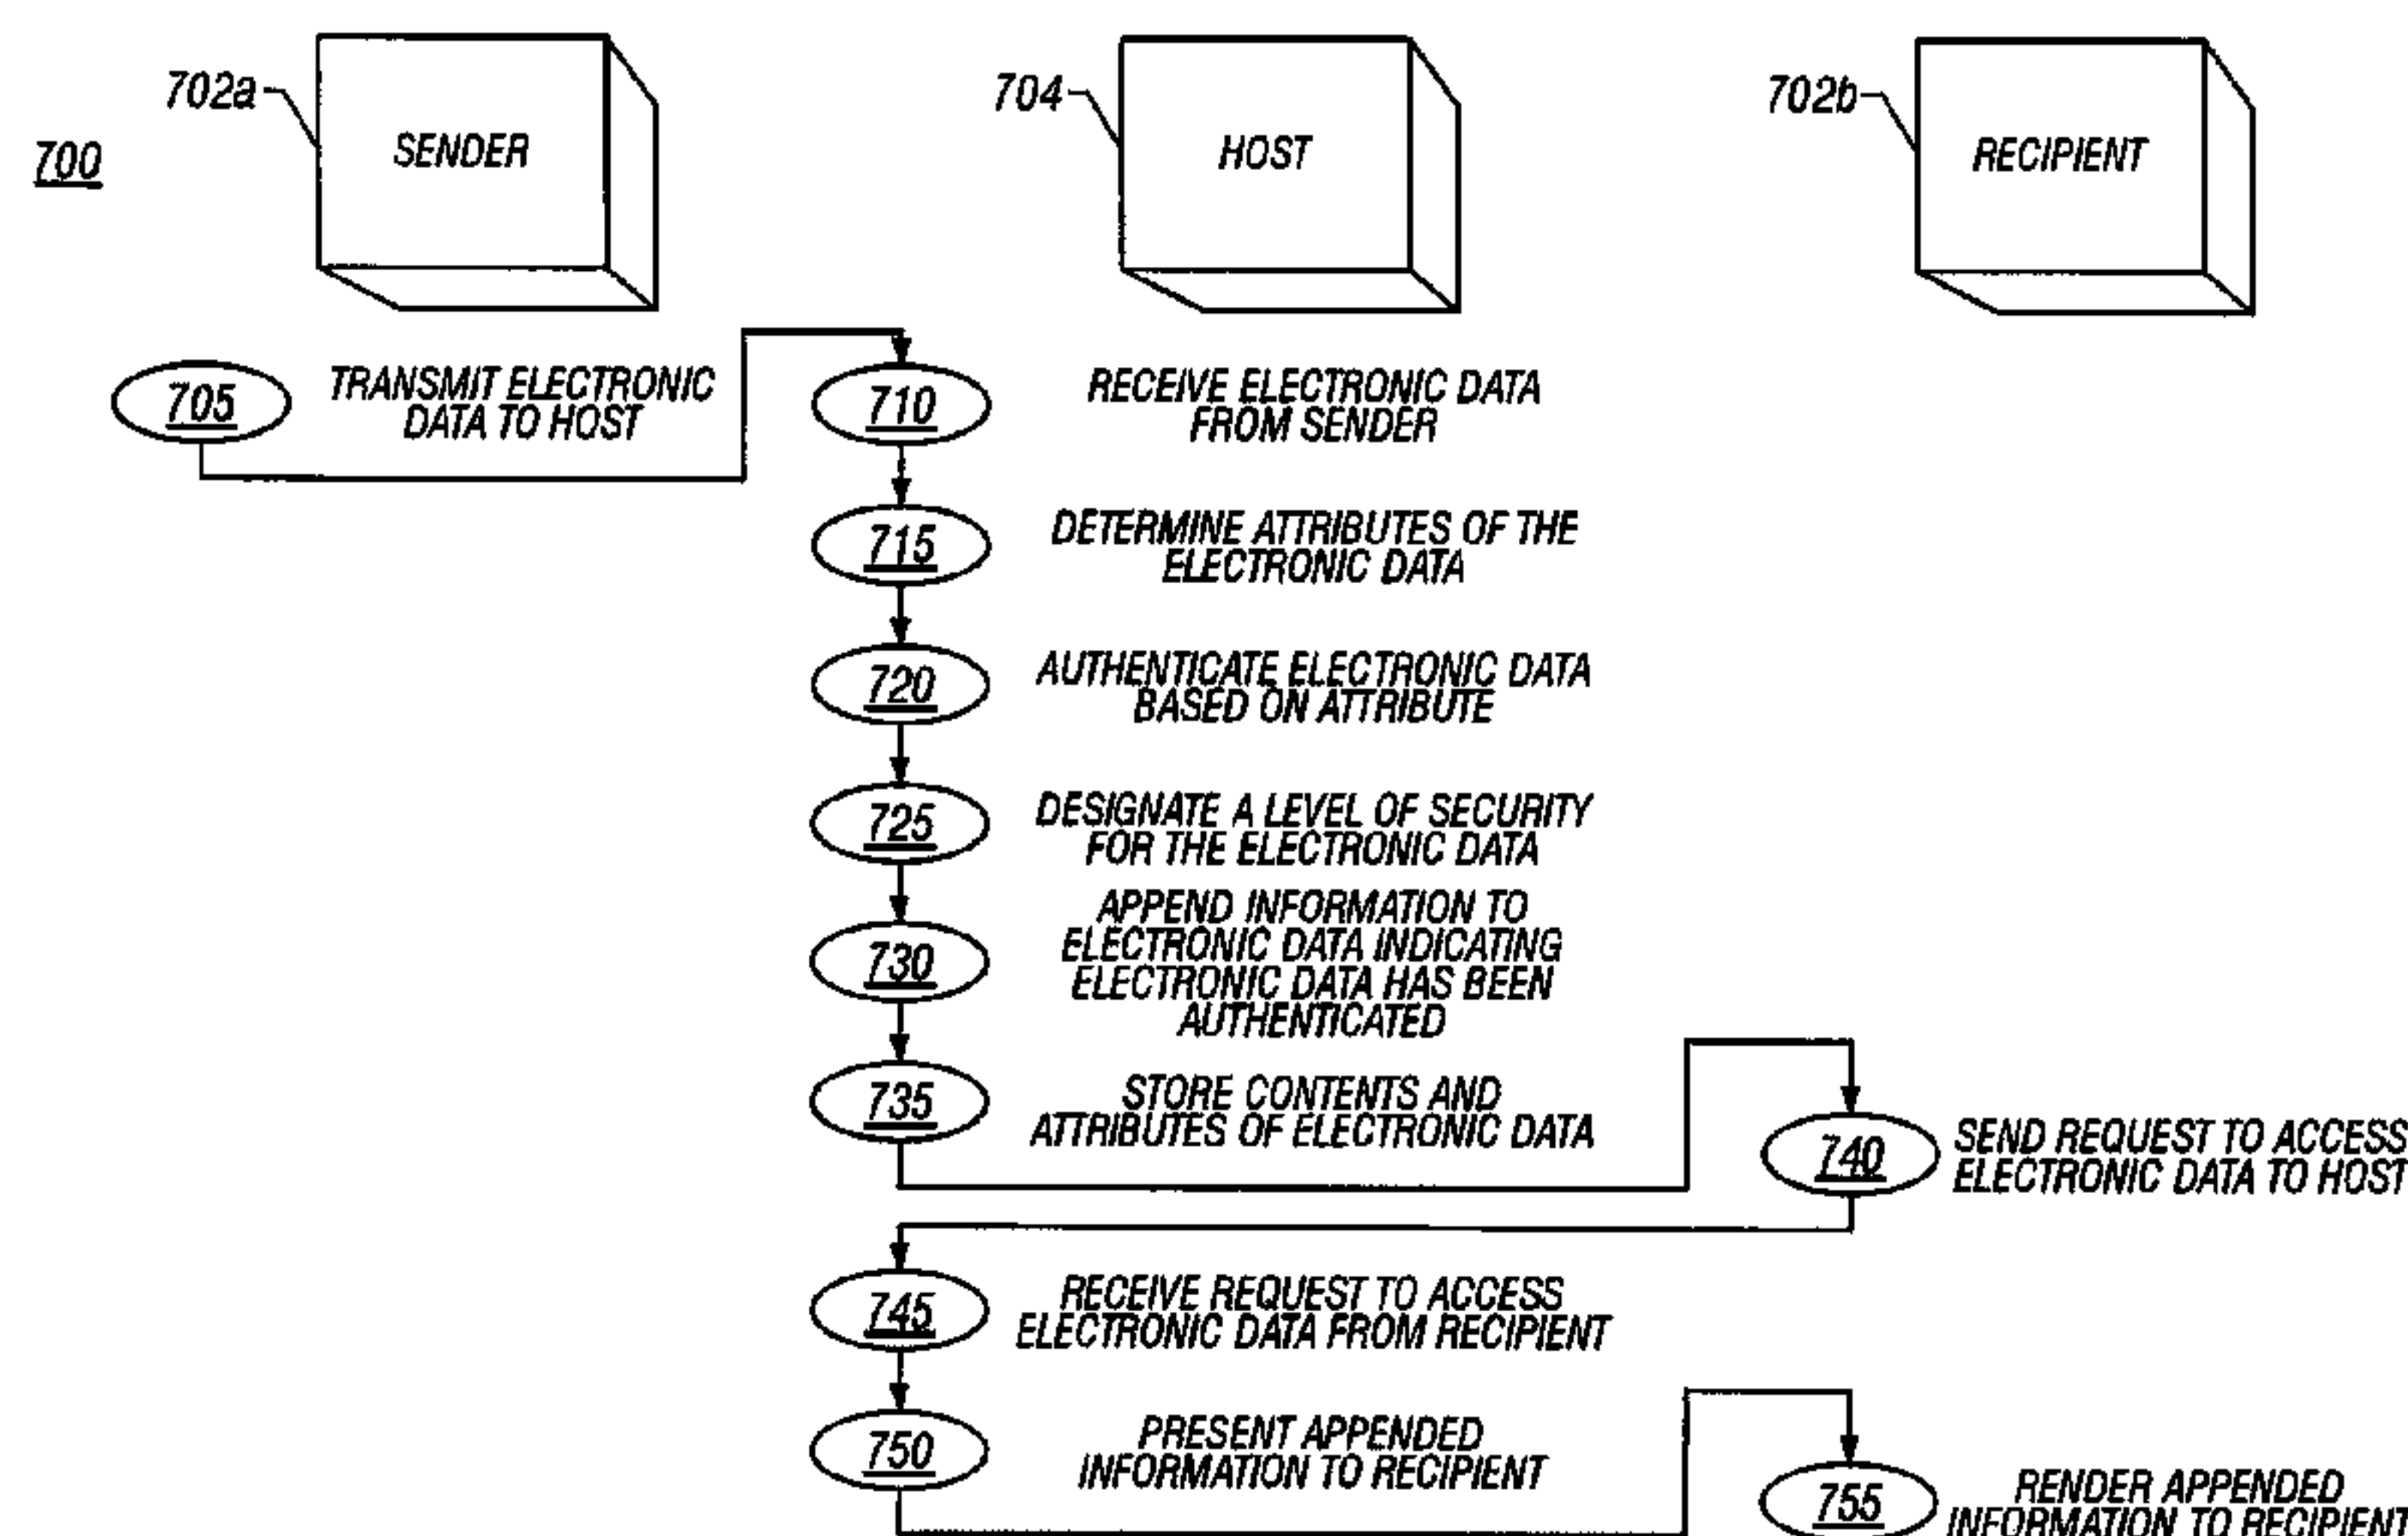 702a
SENDER
704
HOST
702b
RECIPIENT
700
705
TRANSMIT ELECTRONIC
DATA TO HOST
710
RECEIVE ELECTRONIC DATA
FROM SENDER
715
DETERMINE ATTRIBUTES OF THE
ELECTRONIC DATA
720
AUTHENTICATE ELECTRONIC DATA
BASED ON ATTRIBUTE
725
DESIGNATE A LEVEL OF SECURITY
FOR THE ELECTRONIC DATA
730
APPEND INFORMATION TO
ELECTRONIC DATA INDICATING
ELECTRONIC DATA HAS BEEN
AUTHENTICATED
735
STORE CONTENTS AND
ATTRIBUTES OF ELECTRONIC DATA
740
SEND REQUEST TO ACCESS
ELECTRONIC DATA TO HOST
745
RECEIVE REQUEST TO ACCESS
ELECTRONIC DATA FROM RECIPIENT
750
PRESENT APPENDED
INFORMATION TO RECIPIENT
755
RENDER APPENDED
INFORMATION TO RECIPIENT